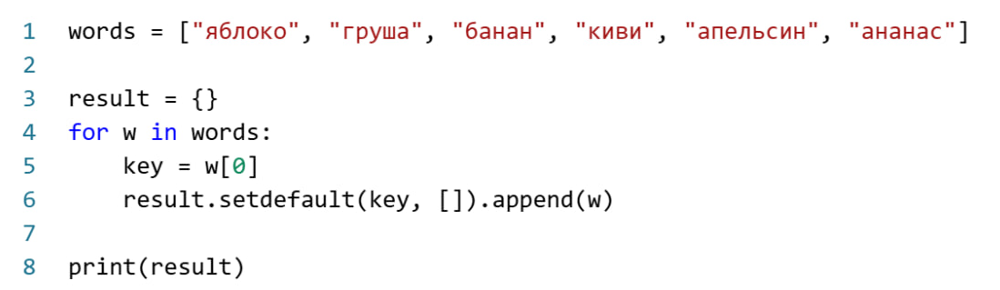 1 words = ["яблоко", "груша", "банан", "киви", "апельсин", "ананас"]
2
3 result = {}
4 for w in words:
5     key = w[0]
6     result.setdefault(key, []).append(w)
7
8 print(result)